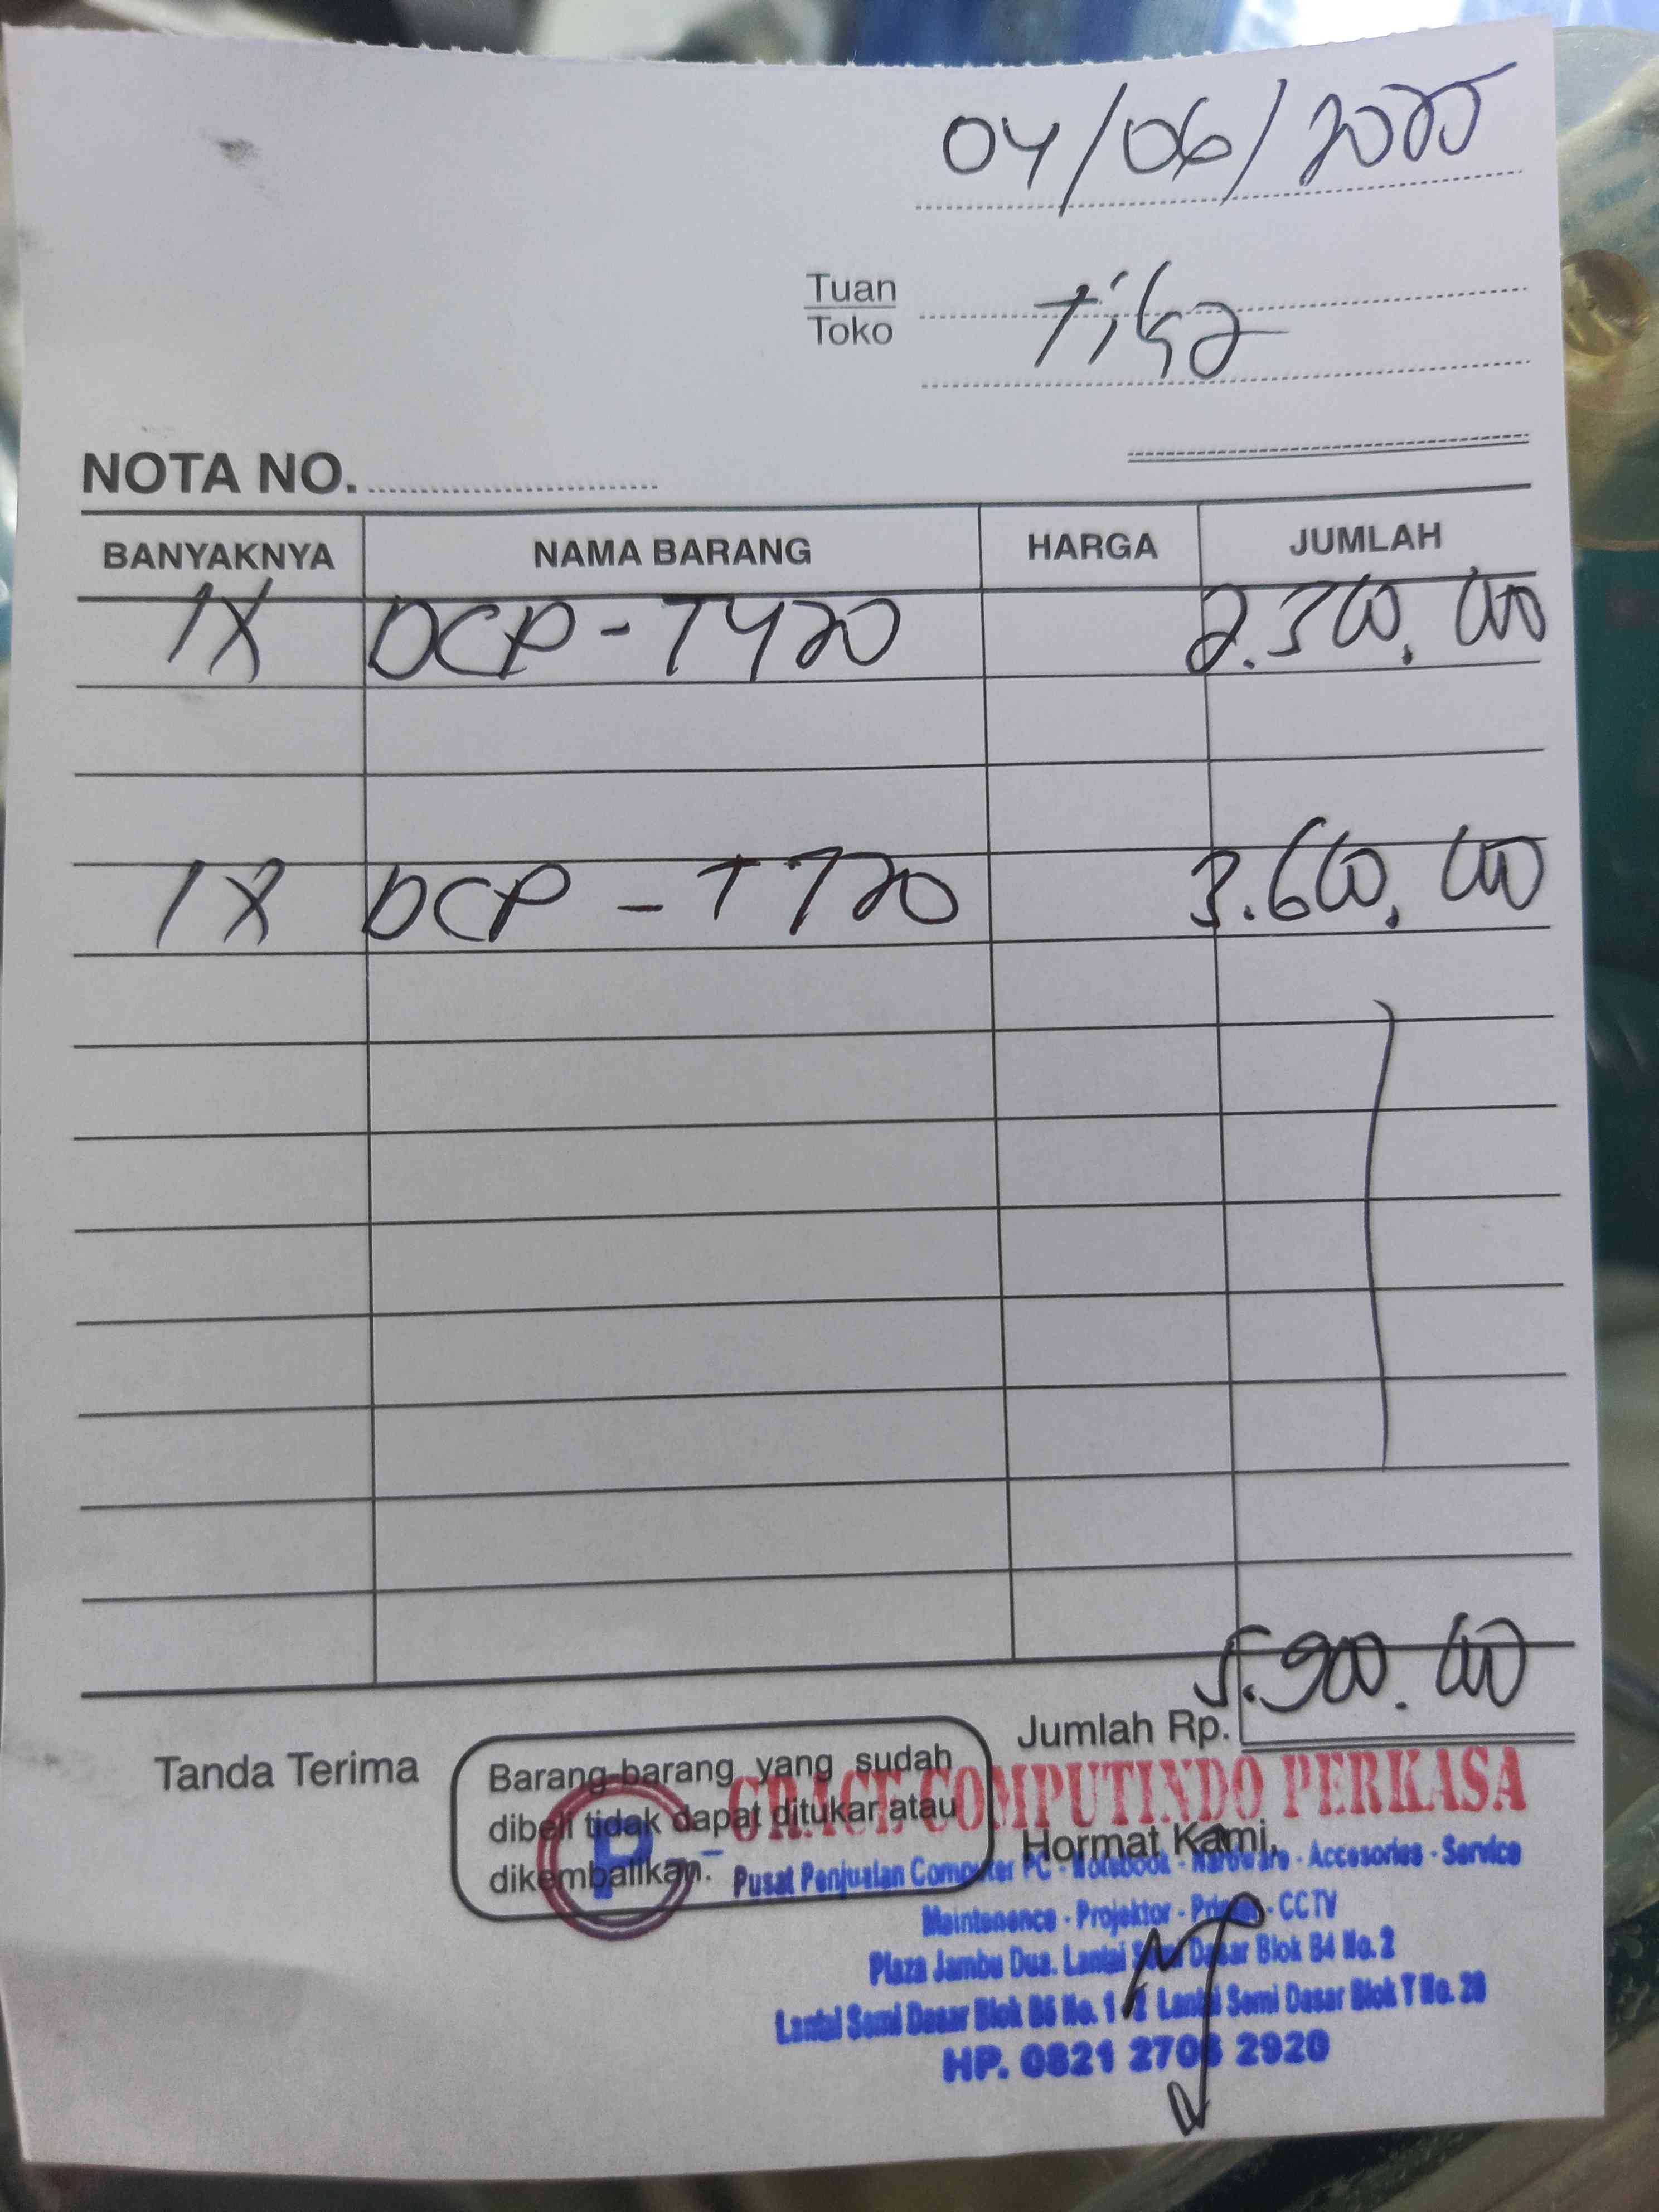 04/06/2025
Tuan
Toko
Tika
NOTA NO.
BANYAKNYA NAMA BARANG HARGA JUMLAH
1X DCP-T420 2.300.000
1X DCP-T720 3.600.000
5.900.000
Jumlah Rp.
Tanda Terima
Barang-barang yang sudah
dibeli tidak dapat ditukar atau
dikembalikan.
GRACE COMPUTINDO PERKASA
Hormat Kami,
Pusat Penjualan Computer PC - Notebook - Hardware - Accesories - Service
Maintenance - Projektor - Printer - CCTV
Plaza Jambu Dua. Lantai Semi Dasar Blok B4 No. 2
Lantai Semi Dasar Blok B5 No. 1-2 Lantai Semi Dasar Blok T No. 20
HP. 0821 2708 2920